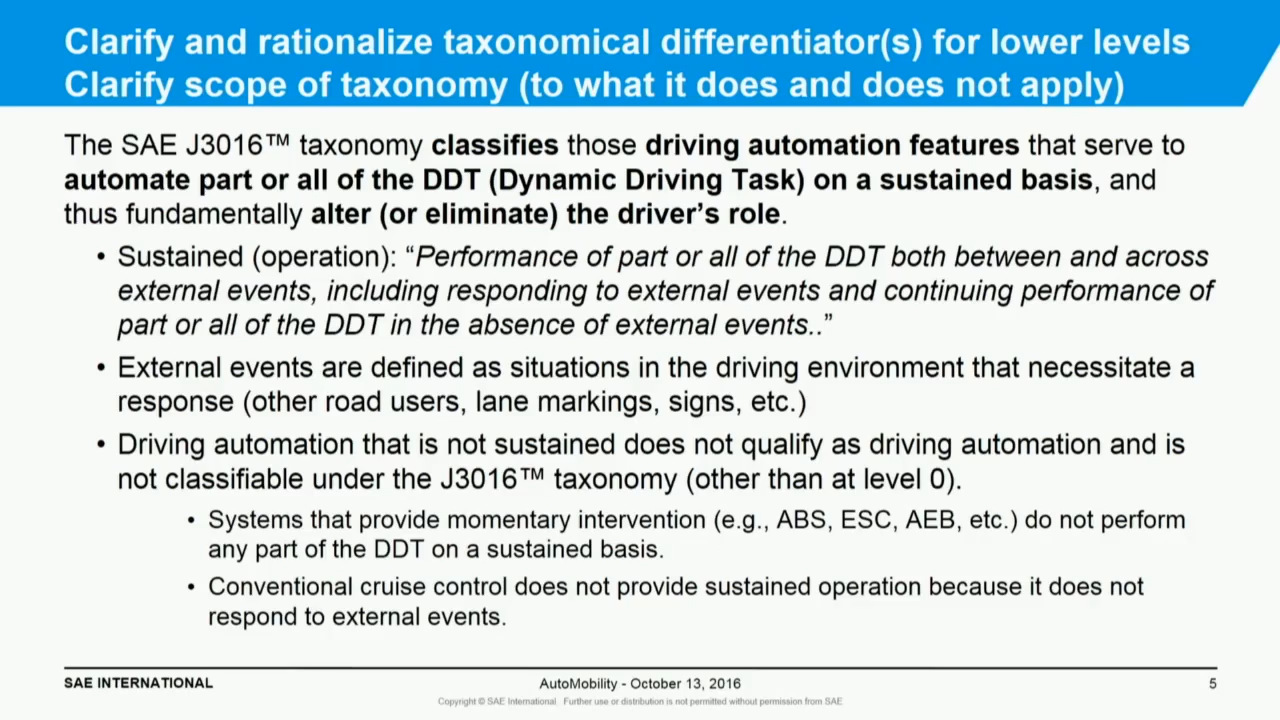 Clarify and rationalize taxonomical differentiator(s) for lower levels
Clarify scope of taxonomy (to what it does and does not apply)
The SAE J3016™ taxonomy classifies those driving automation features that serve to
automate part or all of the DDT (Dynamic Driving Task) on a sustained basis, and
thus fundamentally alter (or eliminate) the driver’s role.
• Sustained (operation): “Performance of part or all of the DDT both between and across
external events, including responding to external events and continuing performance of
part or all of the DDT in the absence of external events..”
• External events are defined as situations in the driving environment that necessitate a
response (other road users, lane markings, signs, etc.)
• Driving automation that is not sustained does not qualify as driving automation and is
not classifiable under the J3016™ taxonomy (other than at level 0).
• Systems that provide momentary intervention (e.g., ABS, ESC, AEB, etc.) do not perform
any part of the DDT on a sustained basis.
• Conventional cruise control does not provide sustained operation because it does not
respond to external events.
SAE INTERNATIONAL
AutoMobility - October 13, 2016
5
Copyright © SAE International. Further use or distribution is not permitted without permission from SAE